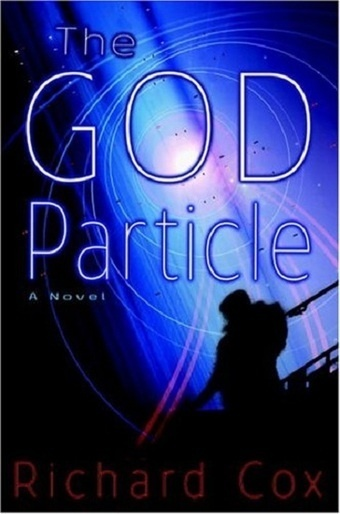 The
GOD
Particle
A Novel
Richard Cox